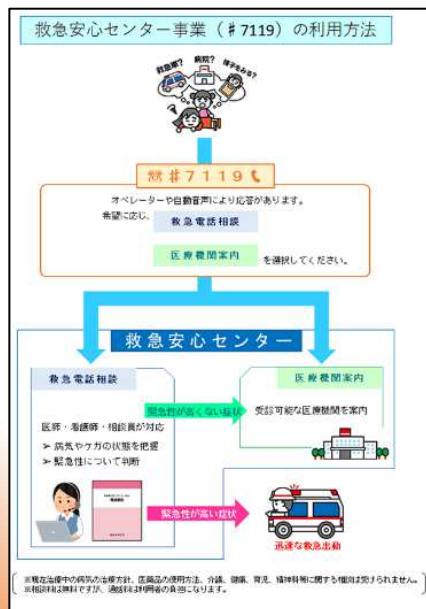 救急安心センター事業（♯7119）の利用方法
救急車?
病院?
様子をみる?
☎♯7119
オペレーターや自動音声により応答があります。
希望に応じ、
救急電話相談
医療機関案内
を選択してください。
救急安心センター
救急電話相談
医師・看護師・相談員が対応
➢ 病気やケガの状態を把握
➢ 緊急性について判断
緊急性が高くない症状
医療機関案内
受診可能な医療機関を案内
緊急性が高い症状
迅速な救急出動
※現在治療中の病気の治療方針、医薬品の使用方法、介護、健康、育児、精神科等に関する相談は受けられません。
※相談料は無料ですが、通話料は利用者の負担になります。